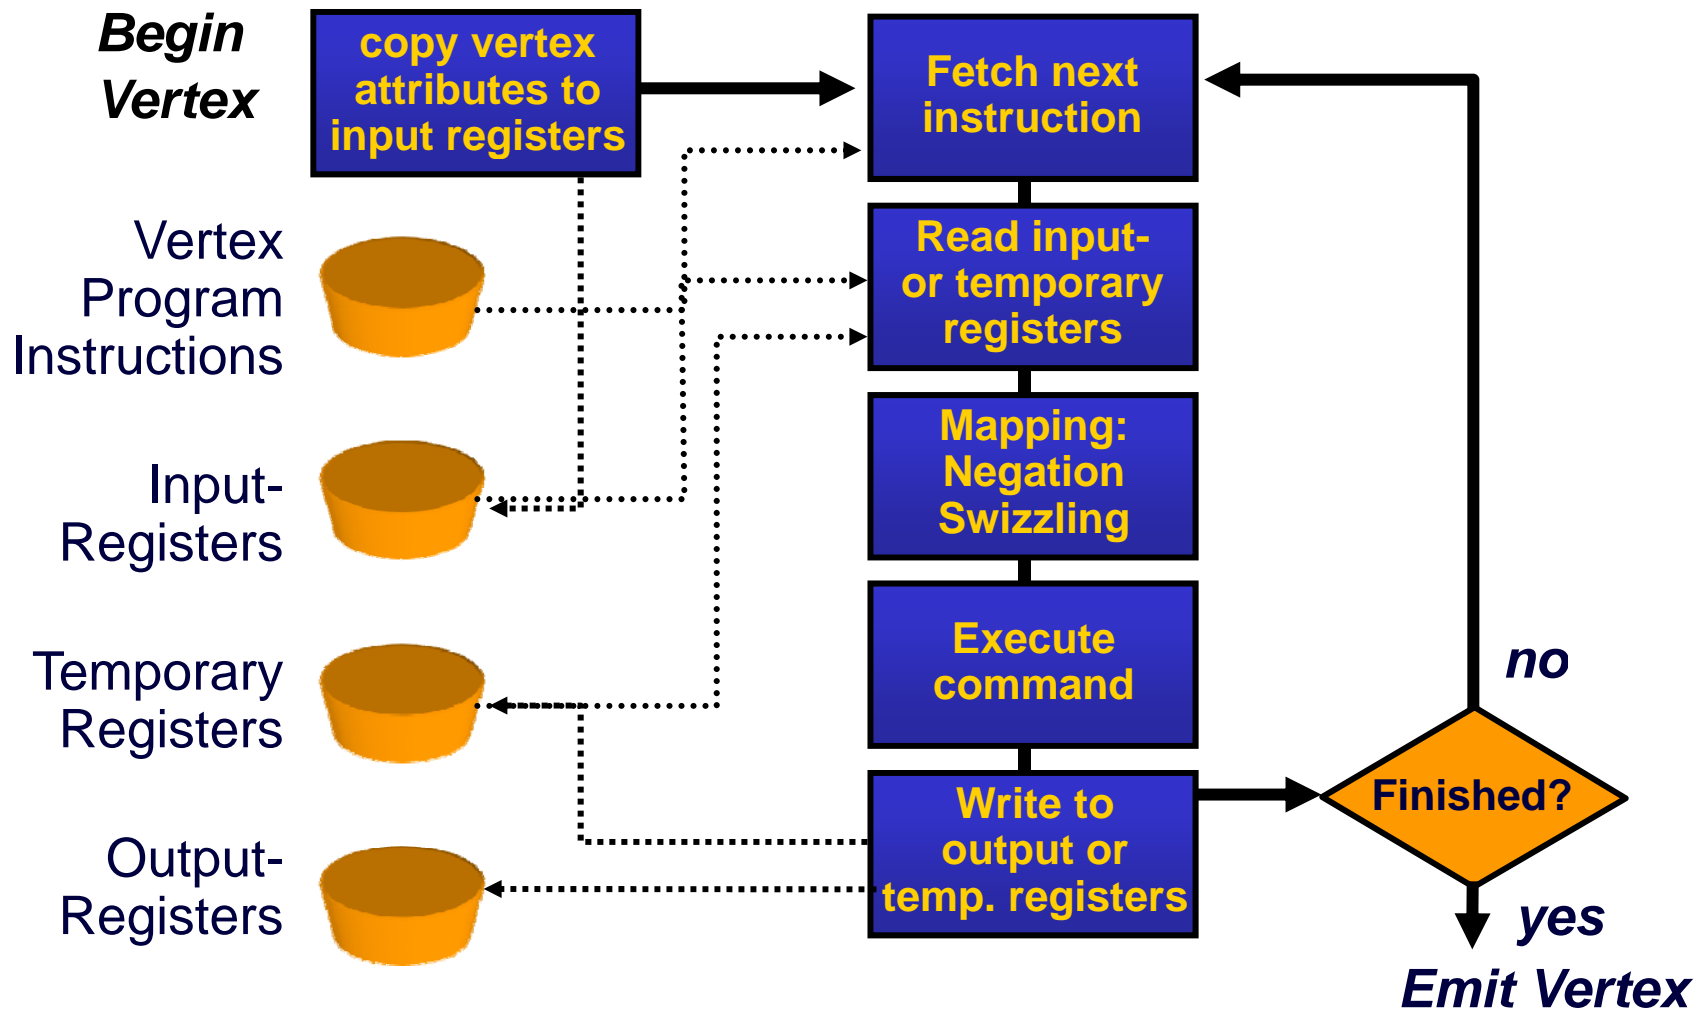 Begin
Vertex
copy vertex
attributes to
input registers
Fetch next
instruction
Vertex
Program
Instructions
Read input-
or temporary
registers
Input-
Registers
Mapping:
Negation
Swizzling
Temporary
Registers
Execute
command
no
Finished?
Output-
Registers
Write to
output or
temp. registers
yes
Emit Vertex